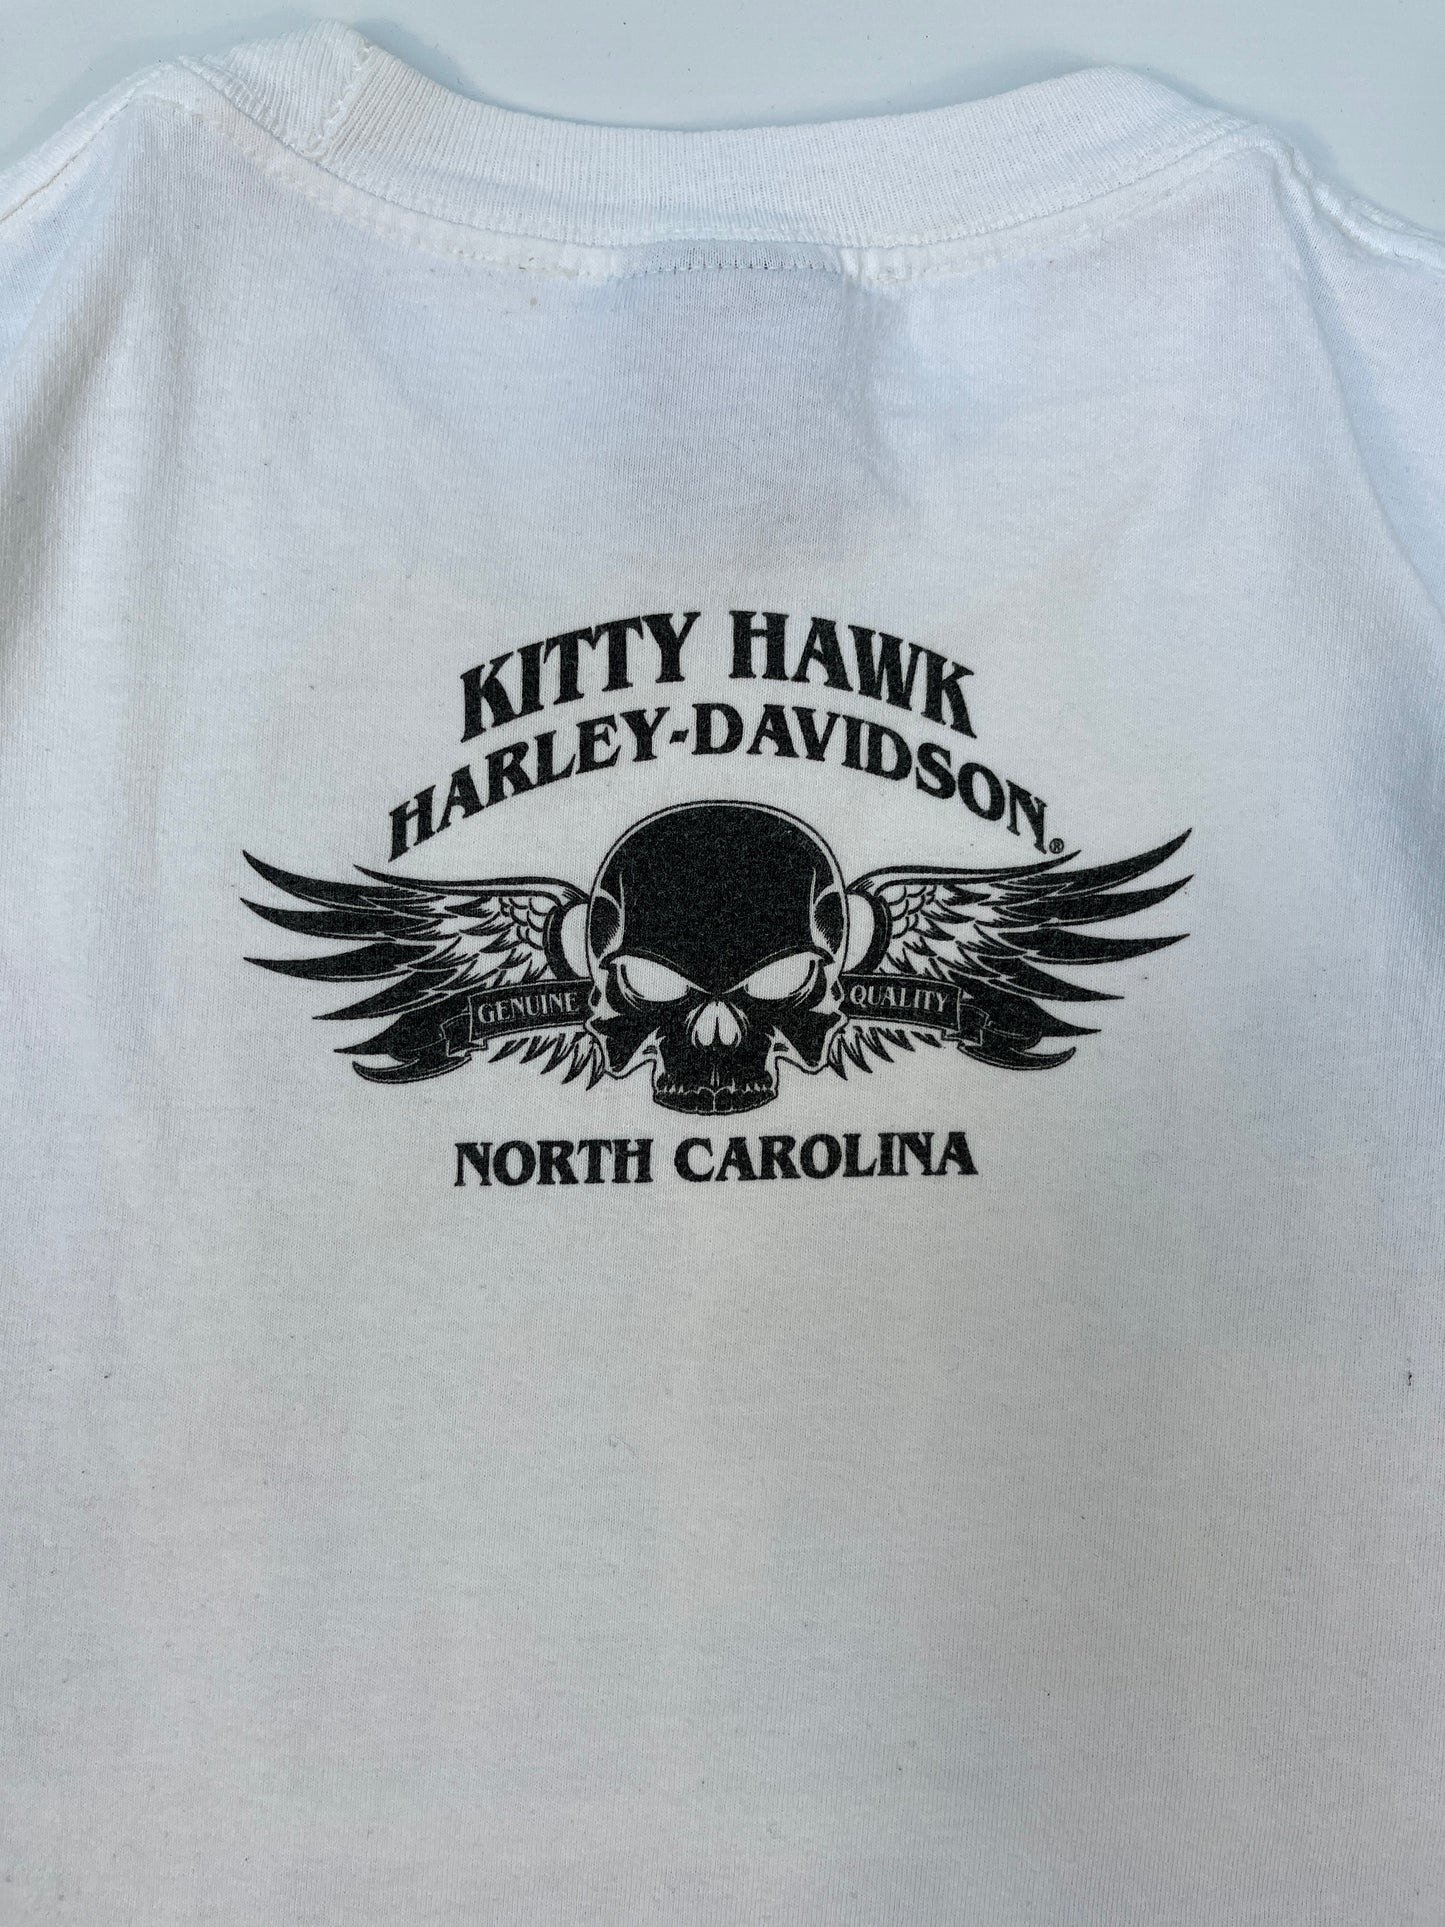 KITTY HAWK
HARLEY-DAVIDSON®
GENUINE QUALITY
NORTH CAROLINA